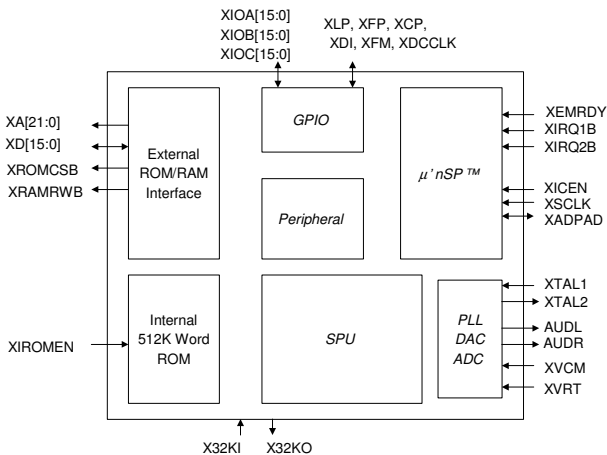 XIOA[15:0]
XIOB[15:0]
XIOC[15:0]
XLP, XFP, XCP,
XDI, XFM, XDCCLK
XA[21:0]
XD[15:0]
XROMCSB
XRAMRWB
External
ROM/RAM
Interface
GPIO
Peripheral
μ'nSP ™
XEMRDY
XIRQ1B
XIRQ2B
XICEN
XSCLK
XADPAD
XIROMEN
Internal
512K Word
ROM
SPU
PLL
DAC
ADC
XTAL1
XTAL2
AUDL
AUDR
XVCM
XVRT
X32KI
X32KO